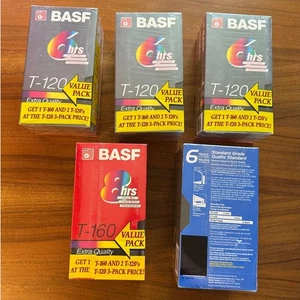 BASF
6 hrs
T-120
Extra Quality
VALUE
PACK
GET 1 T-160 AND 2 T-120's
AT THE T-120 3-PACK PRICE!
BASF
6 hrs
T-120
Extra Quality
VALUE
PACK
GET 1 T-160 AND 2 T-120's
AT THE T-120 3-PACK PRICE!
BASF
6 hrs
T-120
Extra Quality
VALUE
PACK
GET 1 T-160 AND 2 T-120's
AT THE T-120 3-PACK PRICE!
BASF
8 hrs
T-160
Extra Quality
VALUE
PACK
GET 1 T-160 AND 2 T-120's
AT THE T-120 3-PACK PRICE!
6
Standard Grade
Qualité Standard